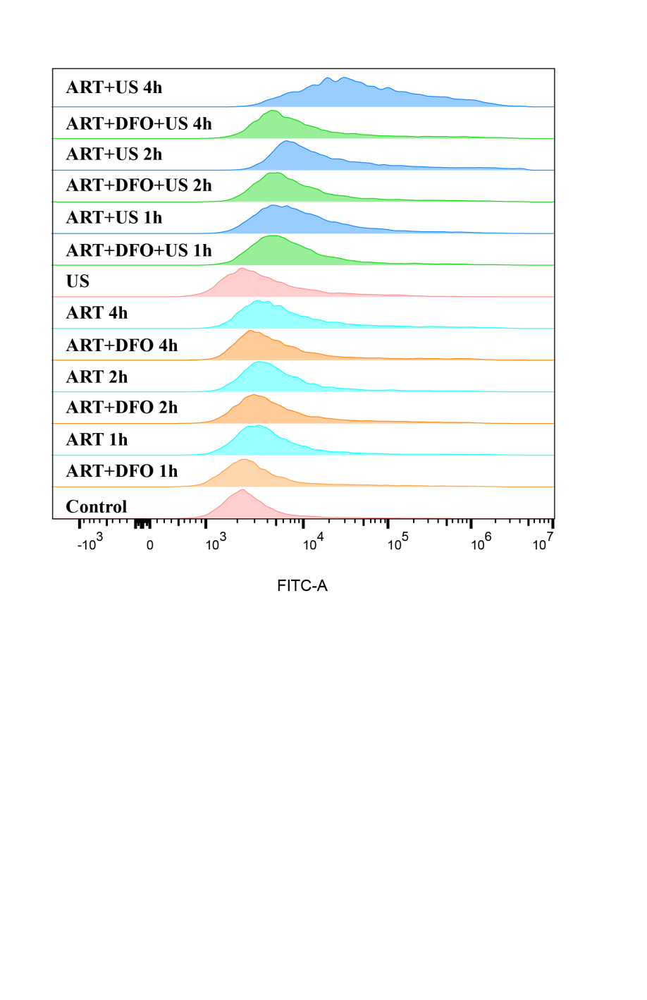 ART+US 4h
ART+DFO+US 4h
ART+US 2h
ART+DFO+US 2h
ART+US 1h
ART+DFO+US 1h
US
ART 4h
ART+DFO 4h
ART 2h
ART+DFO 2h
ART 1h
ART+DFO 1h
Control
-10³ 0 10³ 10⁴ 10⁵ 10⁶ 10⁷
FITC-A